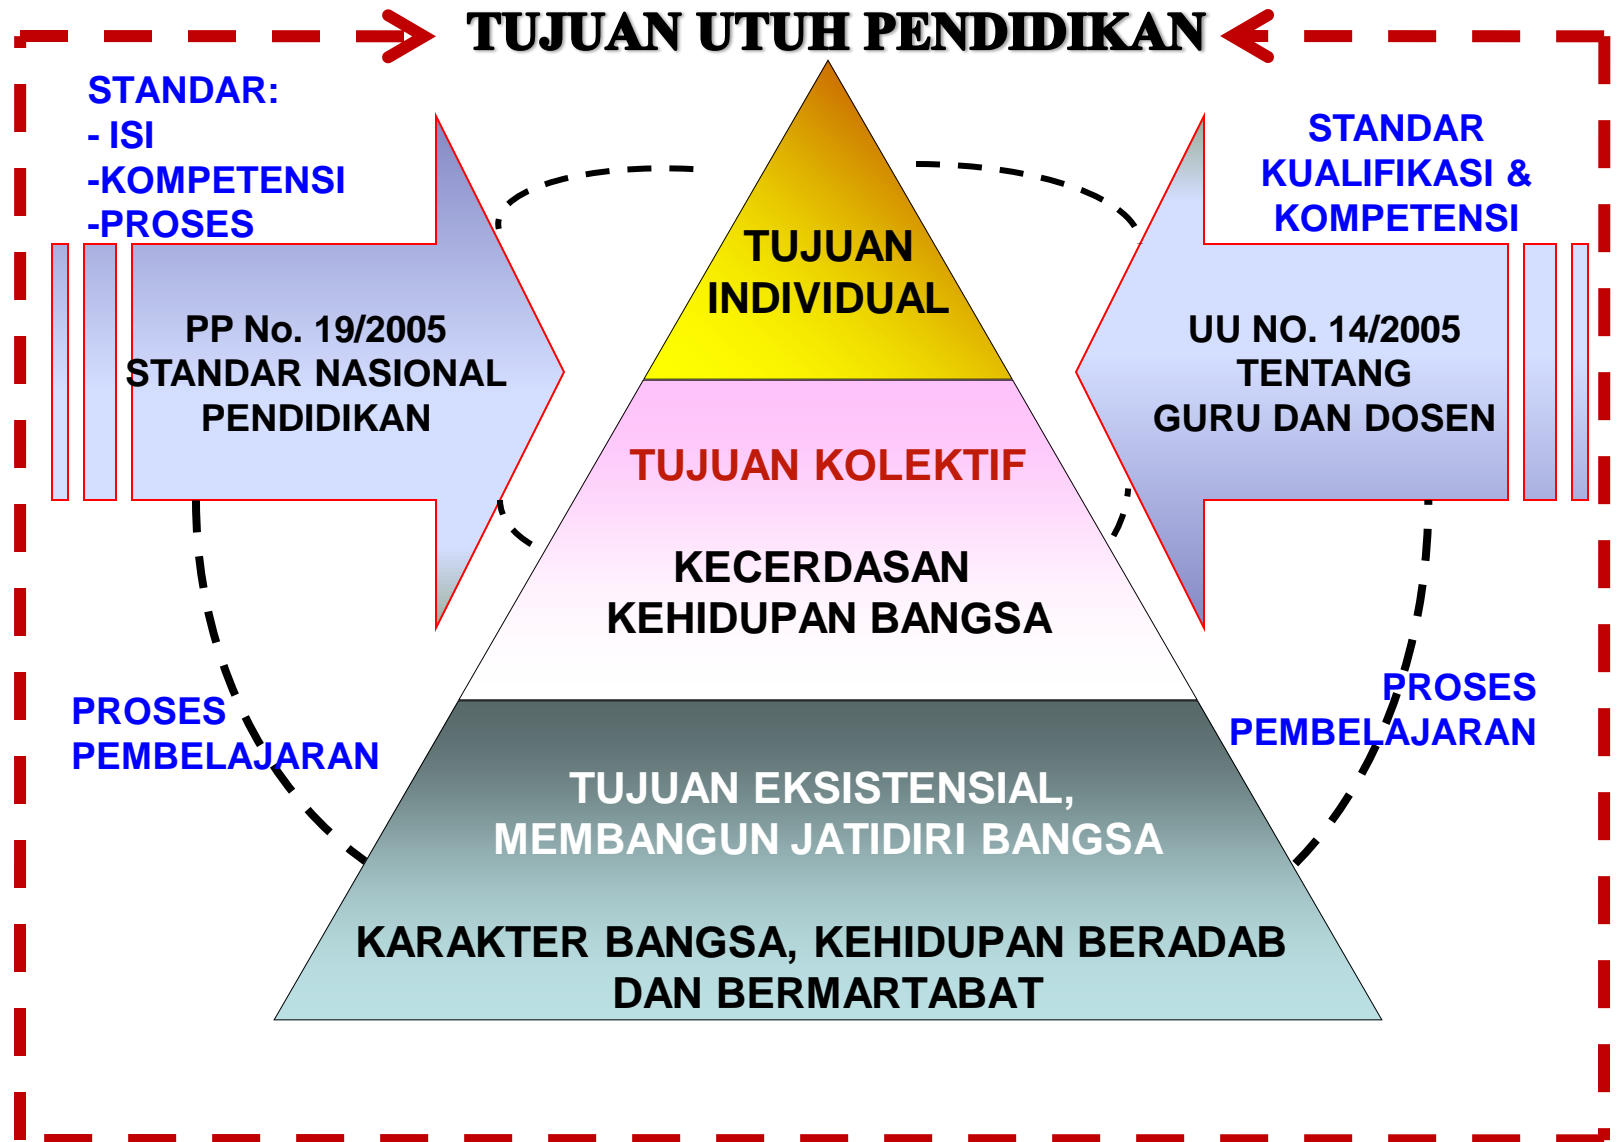 TUJUAN UTUH PENDIDIKAN
STANDAR:
- ISI
-KOMPETENSI
-PROSES
PP No. 19/2005
STANDAR NASIONAL
PENDIDIKAN
TUJUAN
INDIVIDUAL
STANDAR
KUALIFIKASI &
KOMPETENSI
UU NO. 14/2005
TENTANG
GURU DAN DOSEN
TUJUAN KOLEKTIF
KECERDASAN
KEHIDUPAN BANGSA
PROSES
PEMBELAJARAN
PROSES
PEMBELAJARAN
TUJUAN EKSISTENSIAL,
MEMBANGUN JATIDIRI BANGSA
KARAKTER BANGSA, KEHIDUPAN BERADAB
DAN BERMARTABAT